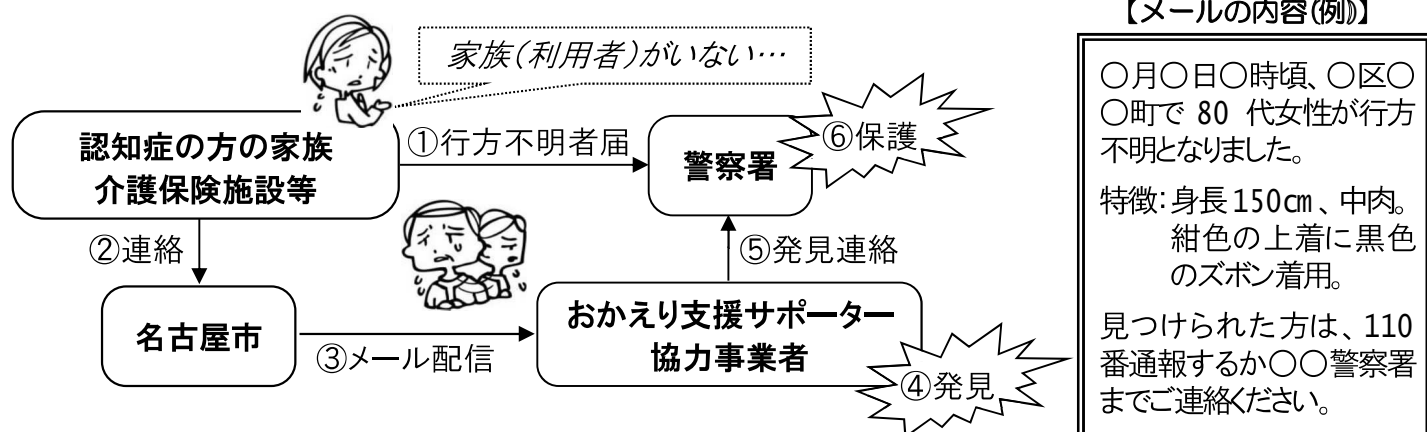 家族(利用者)がいない…
認知症の方の家族
介護保険施設等
①行方不明者届
警察署
⑥保護
②連絡
⑤発見連絡
名古屋市
③メール配信
おかえり支援サポーター
協力事業者
④発見
【メールの内容(例)】
○月○日○時頃、○区○
○町で 80 代女性が行方
不明となりました。
特徴:身長150㎝、中肉。
紺色の上着に黒色
のズボン着用。
見つけられた方は、110
番通報するか○○警察署
までご連絡ください。